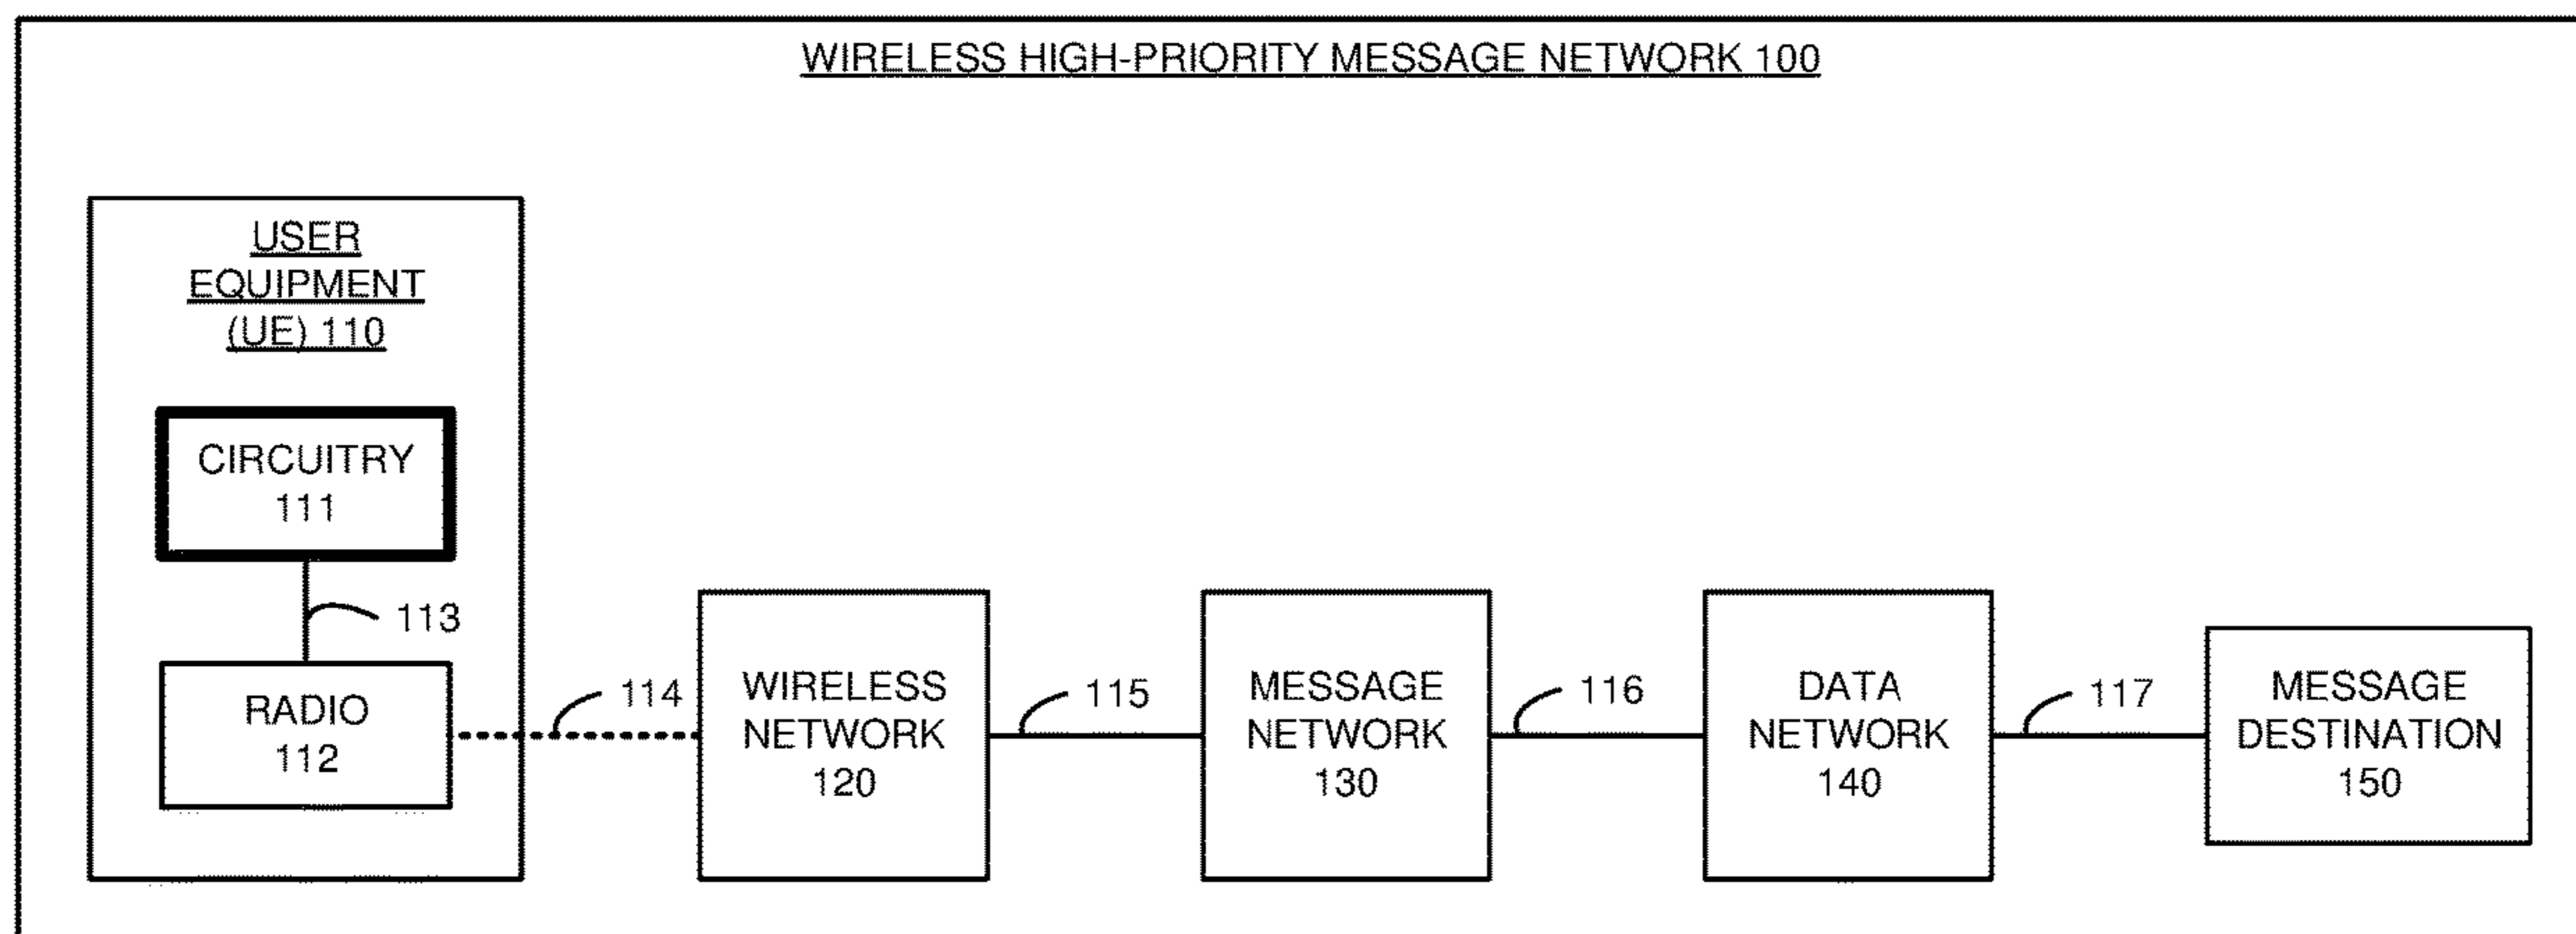 WIRELESS HIGH-PRIORITY MESSAGE NETWORK 100
USER
EQUIPMENT
(UE) 110
CIRCUITRY
111
113
RADIO
112
114
WIRELESS
NETWORK
120
115
MESSAGE
NETWORK
130
116
DATA
NETWORK
140
117
MESSAGE
DESTINATION
150